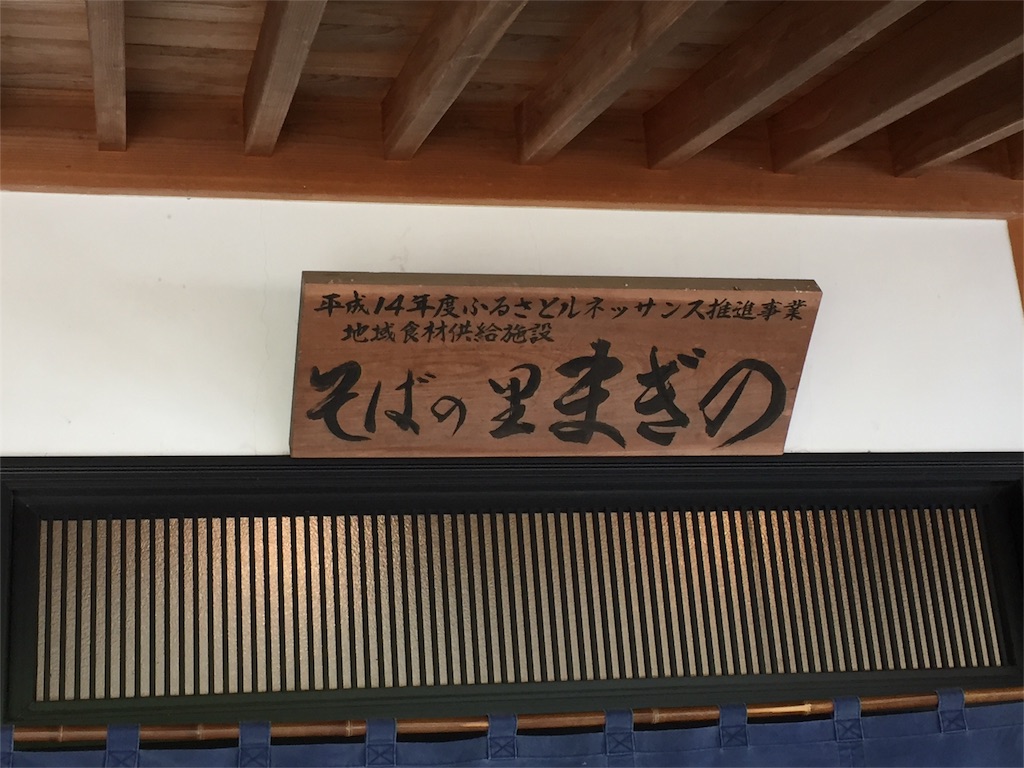 平成14年度ふるさとルネッサンス推進事業
地域食材供給施設
そばの里まぎの